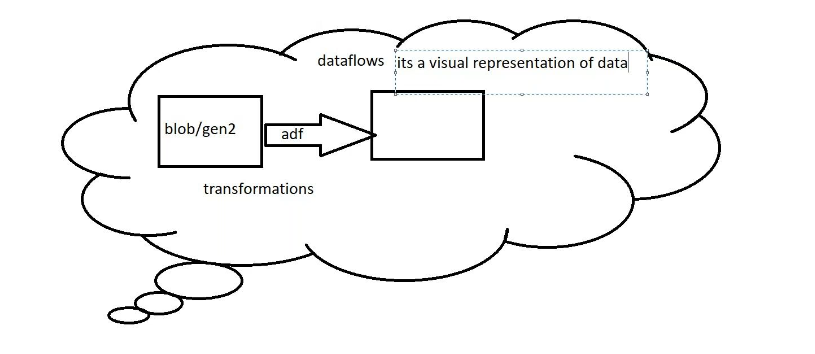 dataflows its a visual representation of data
blob/gen2
adf
transformations